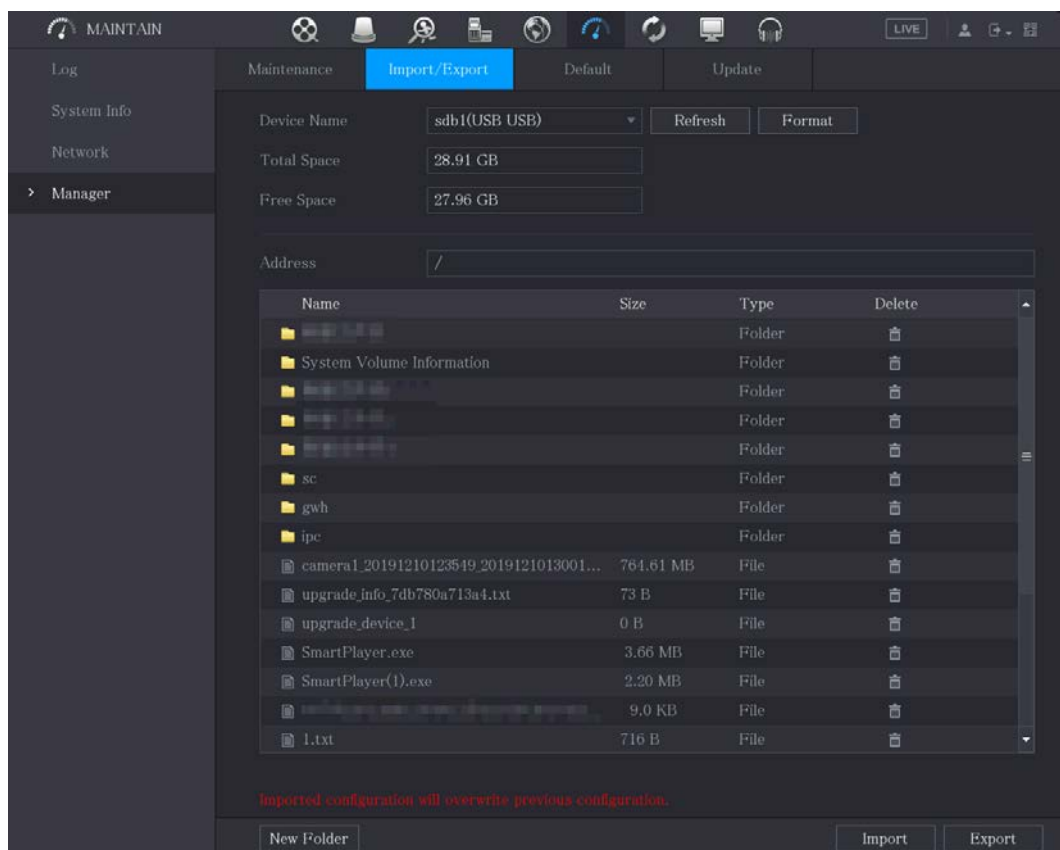 MAINTAIN LIVE
Log
System Info
Network
Manager
Maintenance Import/Export Default Update
Device Name sdb1(USB USB) Refresh Format
Total Space 28.91 GB
Free Space 27.96 GB
Address /
Name Size Type Delete
Folder
System Volume Information Folder
Folder
Folder
Folder
sc Folder
gwh Folder
ipc Folder
camera1_20191210123549_2019121013001... 764.61 MB File
upgrade_info_7db780a713a4.txt 73 B File
upgrade_device_1 0 B File
SmartPlayer.exe 3.66 MB File
SmartPlayer(1).exe 2.20 MB File
9.0 KB File
1.txt 716 B File
Imported configuration will overwrite previous configuration.
New Folder Import Export